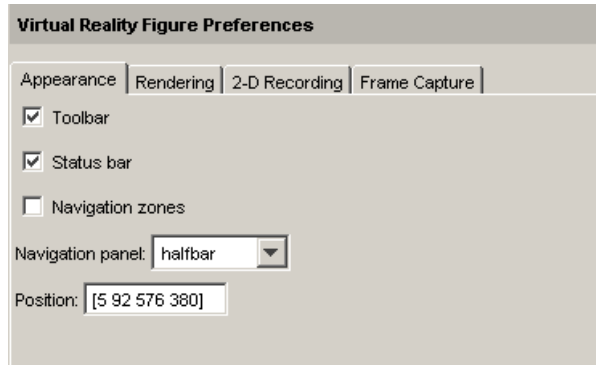 Virtual Reality Figure Preferences
Appearance Rendering 2-D Recording Frame Capture
Toolbar
Status bar
Navigation zones
Navigation panel: halfbar
Position: [5 92 576 380]